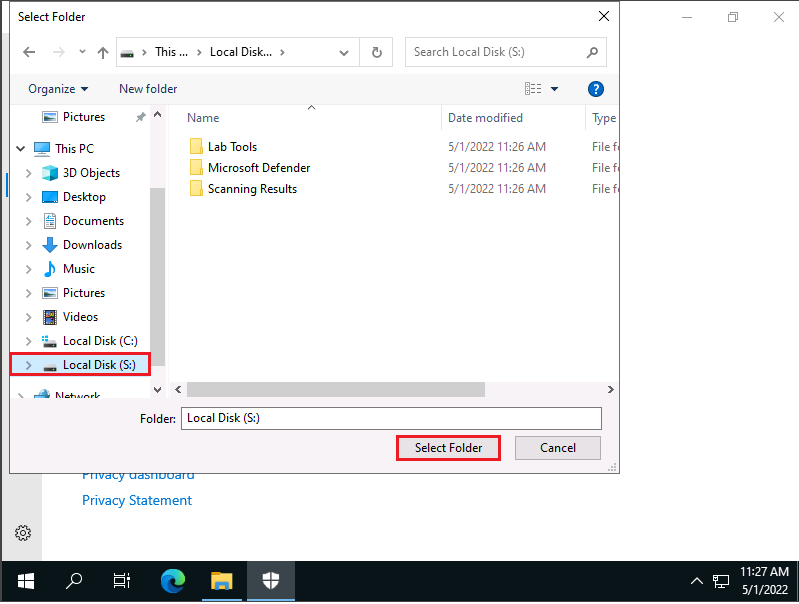 Select Folder
This ... Local Disk... Search Local Disk (S:)
Organize New folder
Pictures
This PC
3D Objects
Desktop
Documents
Downloads
Music
Pictures
Videos
Local Disk (C:)
Local Disk (S:)
Network
Name Date modified Type
Lab Tools 5/1/2022 11:26 AM File f
Microsoft Defender 5/1/2022 11:26 AM File f
Scanning Results 5/1/2022 11:26 AM File f
Folder: Local Disk (S:)
Select Folder Cancel
Privacy dashboard
Privacy Statement
11:27 AM
5/1/2022